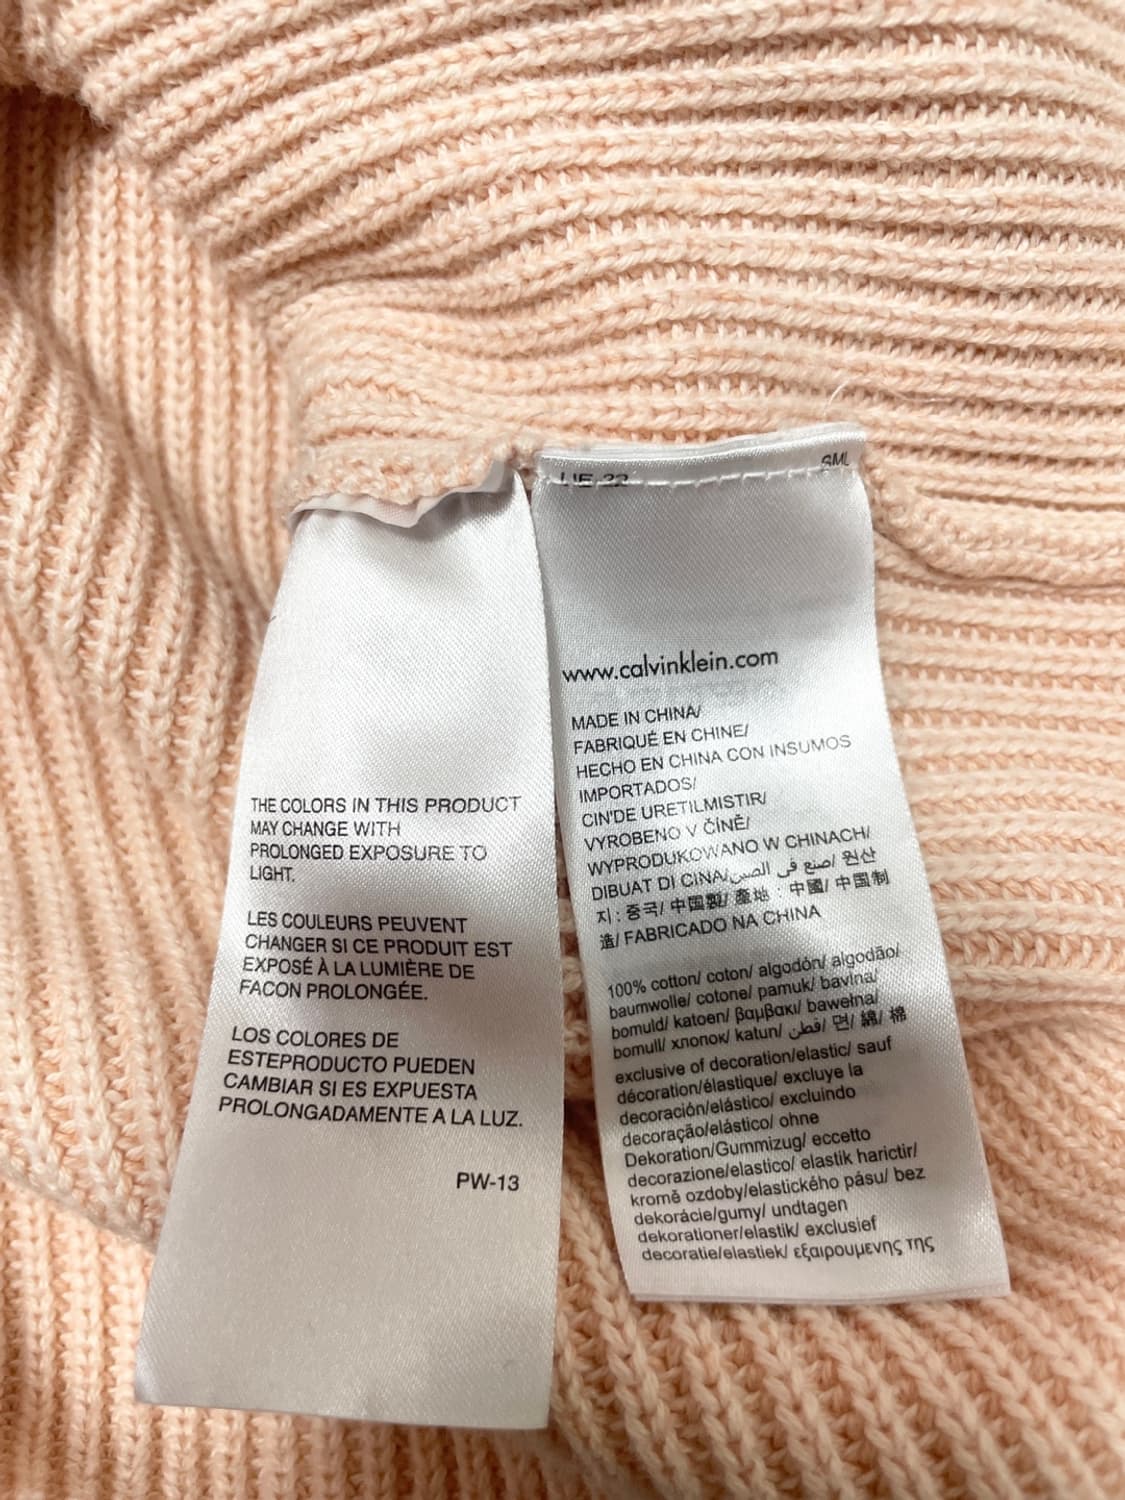 THE COLORS IN THIS PRODUCT
MAY CHANGE WITH
PROLONGED EXPOSURE TO
LIGHT.
LES COULEURS PEUVENT
CHANGER SI CE PRODUIT EST
EXPOSÉ À LA LUMIÈRE DE
FACON PROLONGÉE.
LOS COLORES DE
ESTEPRODUCTO PUEDEN
CAMBIAR SI ES EXPUESTA
PROLONGADAMENTE A LA LUZ.
PW-13
SML
www.calvinklein.com
MADE IN CHINA/
FABRIQUÉ EN CHINE/
HECHO EN CHINA CON INSUMOS
IMPORTADOS/
CIN'DE URETILMISTIR/
VYROBENO V ČÍNĚ/
WYPRODUKOWANO W CHINACH/
DIBUAT DI CINA/صنع في الصين/ 원산
지: 중국/ 中国製/ 產地：中國/ 中国制
造/ FABRICADO NA CHINA
100% cotton/ coton/ algodón/ algodão/
baumwolle/ cotone/ pamuk/ bavlna/
bomuld/ katoen/ βαμβακι/ bawełna/
bomull/ хлопок/ katun/ قطن/ 면/ 綿/ 棉
exclusive of decoration/elastic/ sauf
décoration/élastique/ excluye la
decoración/elástico/ excluindo
decoração/elástico/ ohne
Dekoration/Gummizug/ eccetto
decorazione/elastico/ elastik harictir/
kromě ozdoby/elastického pásu/ bez
dekorácie/gumy/ undtagen
dekorationer/elastik/ exclusief
decoratie/elastiek/ εξαιρουμενης της